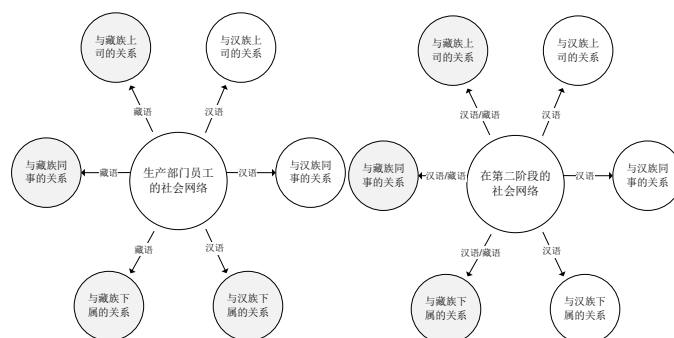 与藏族上
司的关系
与汉族上
司的关系
藏语
汉语
与藏族同
事的关系
藏语
生产部门员工
的社会网络
汉语
与汉族同
事的关系
藏语
汉语
与藏族下
属的关系
与汉族下
属的关系
与藏族上
司的关系
与汉族上
司的关系
汉语/藏语
汉语
与藏族同
事的关系
汉语/藏语
在第二阶段的
社会网络
汉语
与汉族同
事的关系
汉语/藏语
汉语
与藏族下
属的关系
与汉族下
属的关系